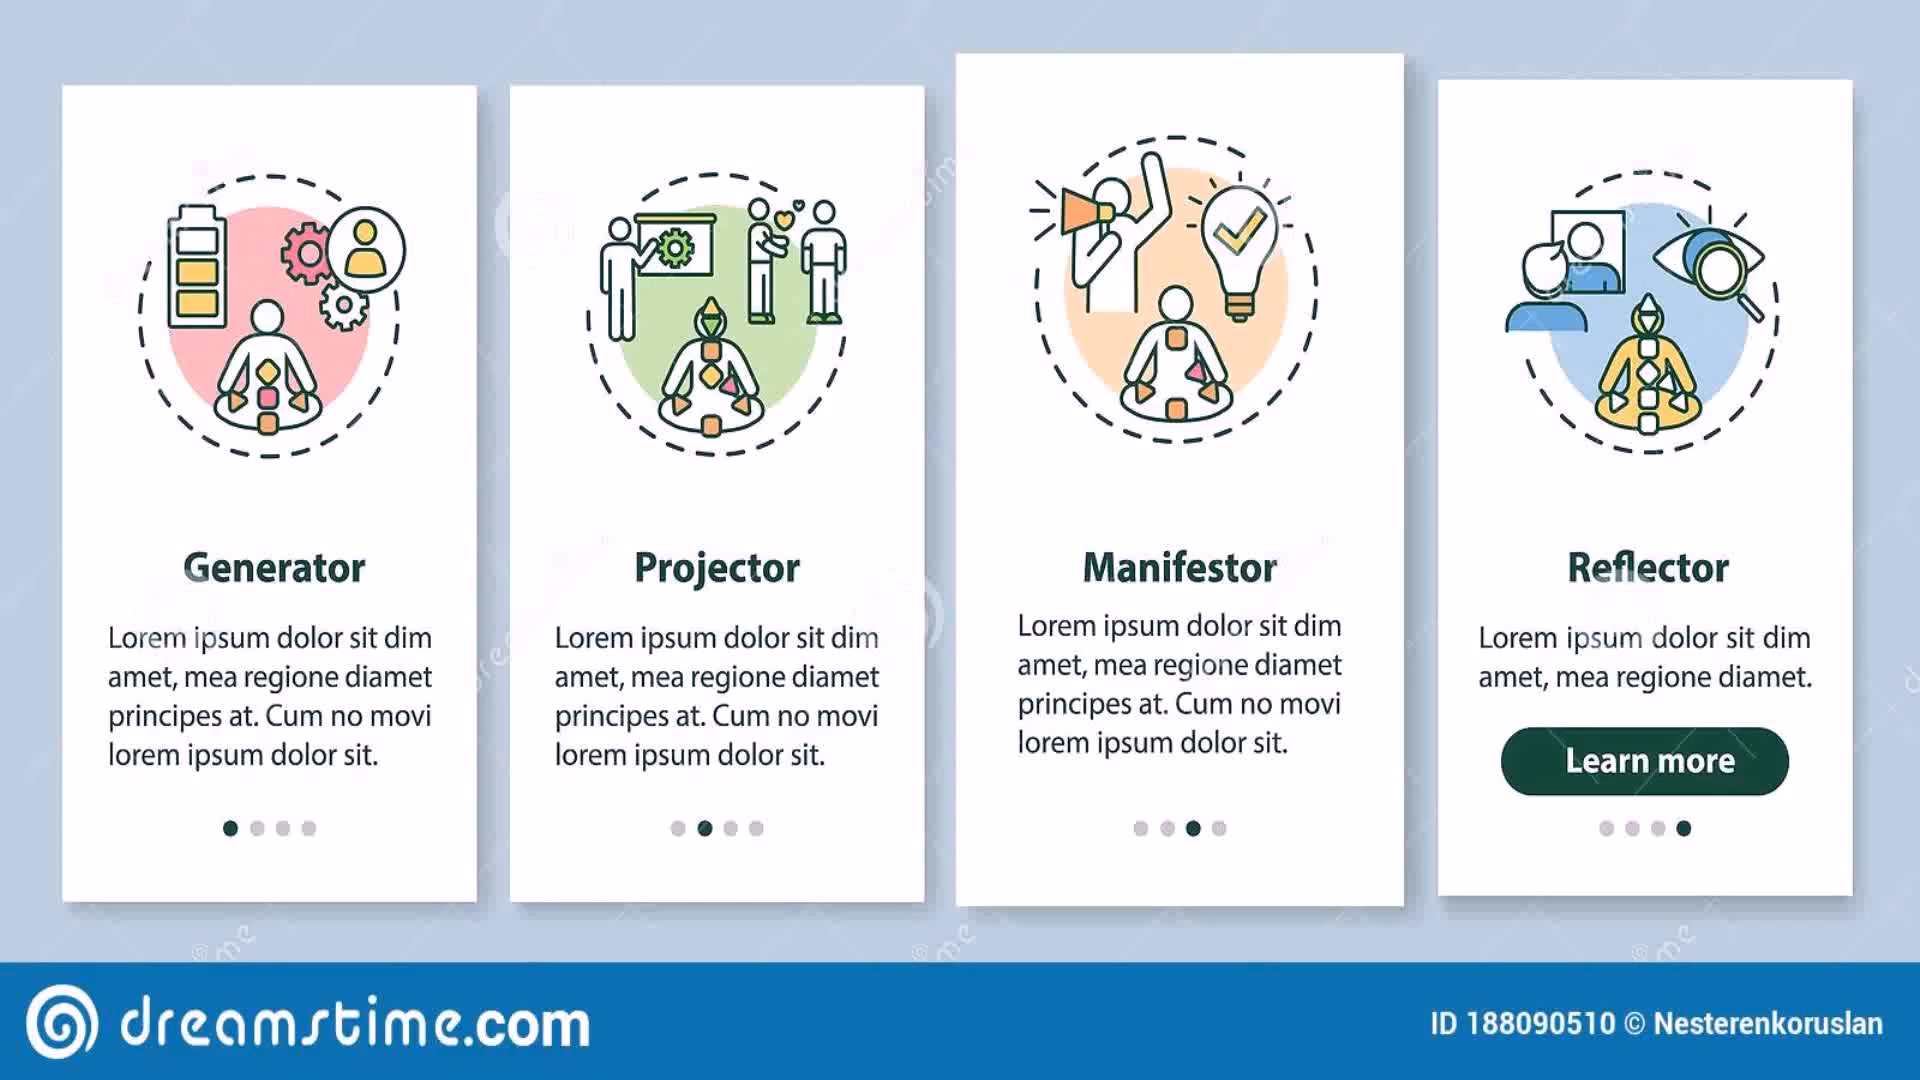 Generator
Lorem ipsum dolor sit dim
amet, mea regione diamet
principes at. Cum no movi
lorem ipsum dolor sit.
Projector
Lorem ipsum dolor sit dim
amet, mea regione diamet
principes at. Cum no movi
lorem ipsum dolor sit.
Manifestor
Lorem ipsum dolor sit dim
amet, mea regione diamet
principes at. Cum no movi
lorem ipsum dolor sit.
Reflector
Lorem ipsum dolor sit dim
amet, mea regione diamet.
Learn more
dreamstime.com
ID 188090510 © Nesterenkoruslan